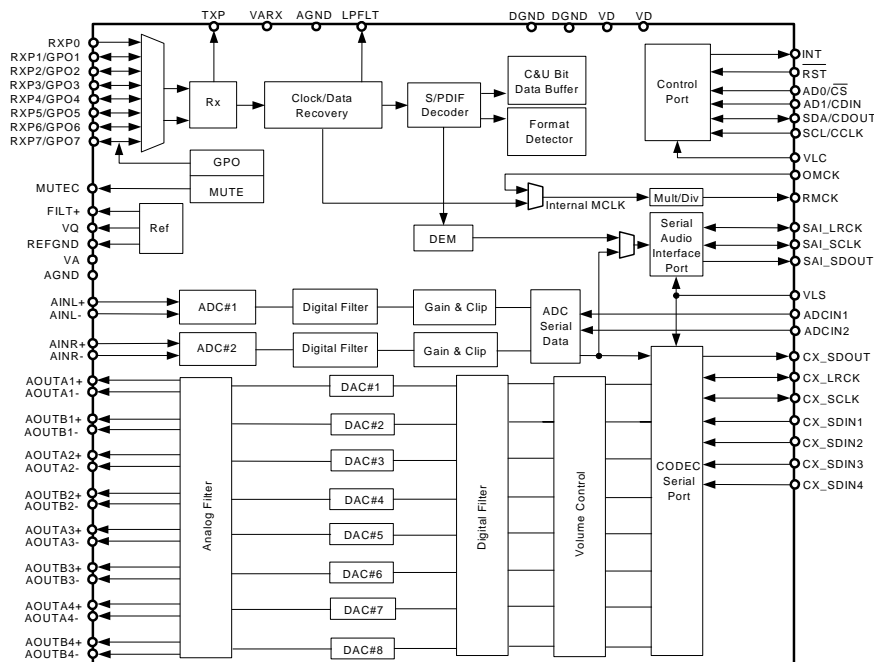 TXP VARX AGND LPFLT DGND DGND VD VD
RXP0
RXP1/GPO1
RXP2/GPO2
RXP3/GPO3
RXP4/GPO4
RXP5/GPO5
RXP6/GPO6
RXP7/GPO7
Rx
Clock/Data
Recovery
S/PDIF
Decoder
C&U Bit
Data Buffer
Format
Detector
Control
Port
INT
RST
AD0/CS
AD1/CDIN
SDA/CDOUT
SCL/CCLK
VLC
OMCK
RMCK
GPO
MUTE
MUTEC
Internal MCLK
Mult/Div
FILT+
VQ
REFGND
VA
AGND
Ref
DEM
Serial
Audio
Interface
Port
SAI_LRCK
SAI_SCLK
SAI_SDOUT
VLS
ADCIN1
ADCIN2
AINL+
AINL-
ADC#1
Digital Filter
Gain & Clip
ADC
Serial
Data
AINR+
AINR-
ADC#2
Digital Filter
Gain & Clip
CX_SDOUT
CX_LRCK
CX_SCLK
CX_SDIN1
CX_SDIN2
CX_SDIN3
CX_SDIN4
AOUTA1+
AOUTA1-
AOUTB1+
AOUTB1-
AOUTA2+
AOUTA2-
AOUTB2+
AOUTB2-
AOUTA3+
AOUTA3-
AOUTB3+
AOUTB3-
AOUTA4+
AOUTA4-
AOUTB4+
AOUTB4-
Analog Filter
DAC#1
DAC#2
DAC#3
DAC#4
DAC#5
DAC#6
DAC#7
DAC#8
Digital Filter
Volume Control
CODEC
Serial
Port